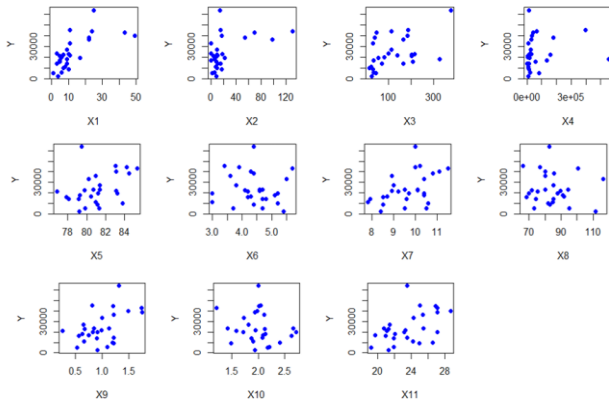 Y 30000 0 Y 30000 0 Y 30000 0 Y 30000 0
0 10 20 30 40 50 0 40 80 120 100 300 0e+00 3e+05
X1 X2 X3 X4
Y 30000 0 Y 30000 0 Y 30000 0 Y 30000 0
78 80 82 84 3.0 4.0 5.0 8 9 10 11 70 90 110
X5 X6 X7 X8
Y 30000 0 Y 30000 0 Y 30000 0
0.5 1.0 1.5 1.5 2.0 2.5 20 22 24 26 28
X9 X10 X11